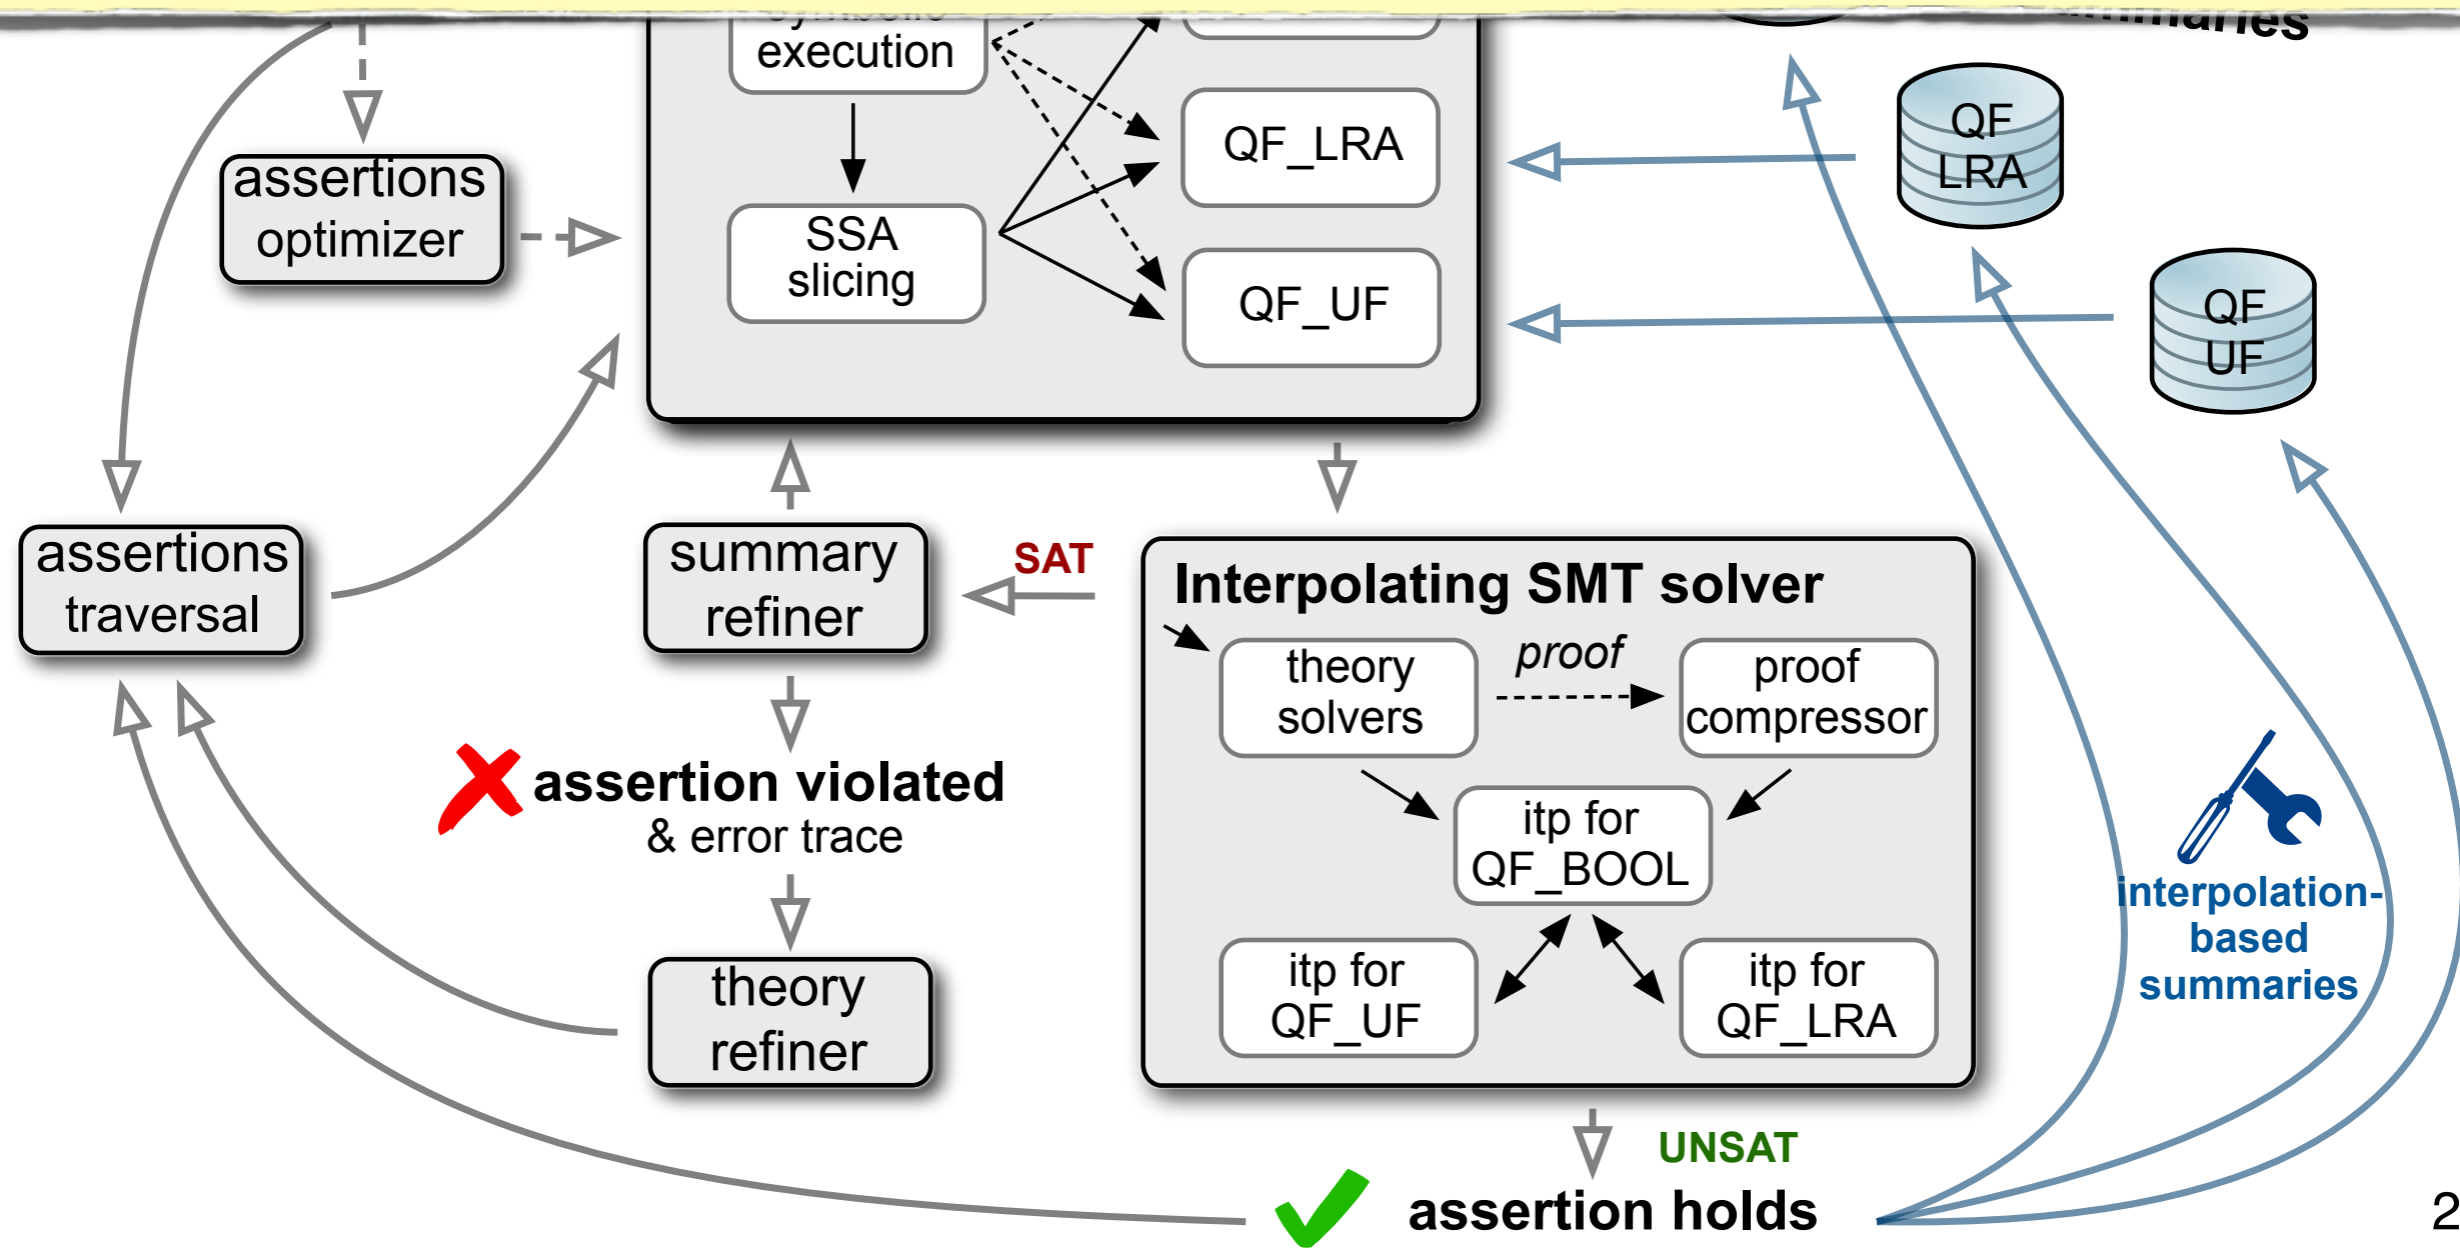 execution
QF_LRA
QF
LRA
assertions
optimizer
SSA
slicing
QF_UF
QF
UF
assertions
traversal
summary
refiner
SAT
Interpolating SMT solver
theory
solvers
proof
proof
compressor
assertion violated
& error trace
itp for
QF_BOOL
interpolation-
based
summaries
theory
refiner
itp for
QF_UF
itp for
QF_LRA
UNSAT
assertion holds
2